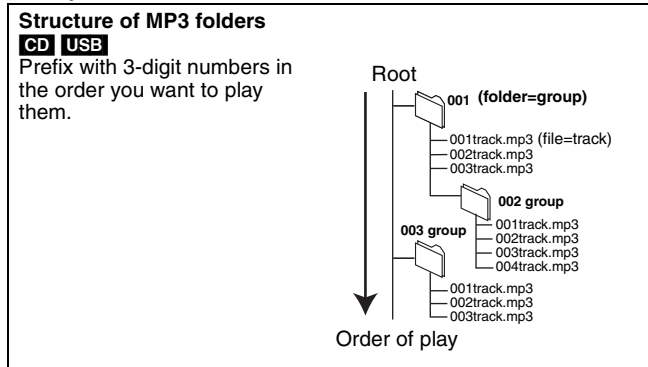 Structure of MP3 folders
CD USB
Prefix with 3-digit numbers in
the order you want to play
them.
Root
001 (folder=group)
001track.mp3 (file=track)
002track.mp3
003track.mp3
002 group
001track.mp3
002track.mp3
003track.mp3
004track.mp3
003 group
001track.mp3
002track.mp3
003track.mp3
Order of play